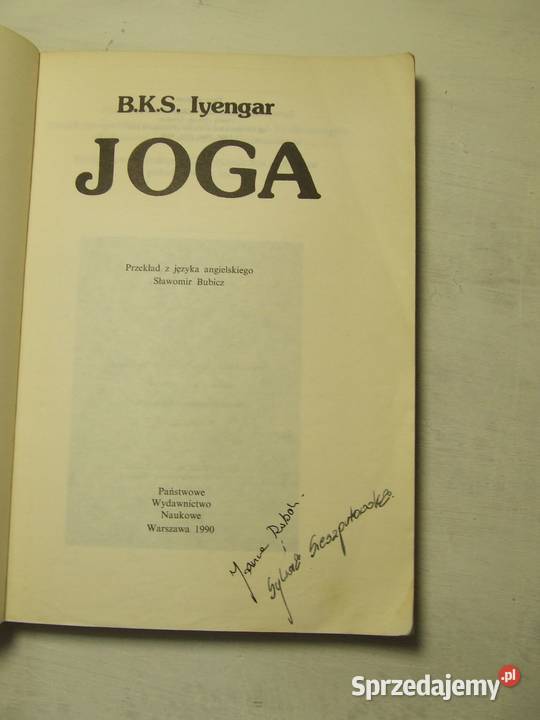 B.K.S. Iyengar
JOGA
Przekład z języka angielskiego
Sławomir Bubicz
Państwowe
Wydawnictwo
Naukowe
Warszawa 1990
i
Sprzedajemy.pl